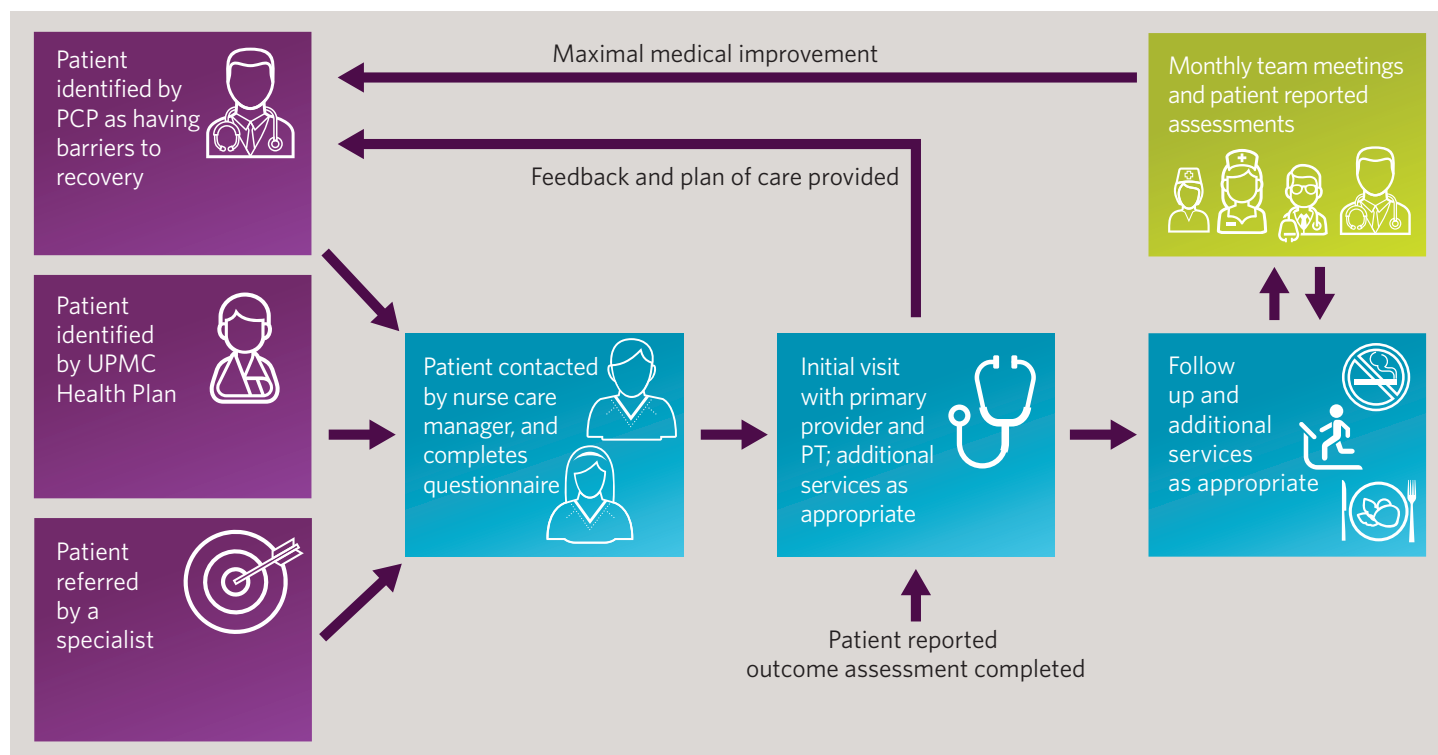 Patient
identified by
PCP as having
barriers to
recovery
Maximal medical improvement
Feedback and plan of care provided
Monthly team meetings
and patient reported
assessments
Patient
identified
by UPMC
Health Plan
Patient
referred
by a
specialist
Patient contacted
by nurse care
manager, and
completes
questionnaire
Initial visit
with primary
provider and
PT; additional
services as
appropriate
Patient reported
outcome assessment completed
Follow
up and
additional
services
as appropriate